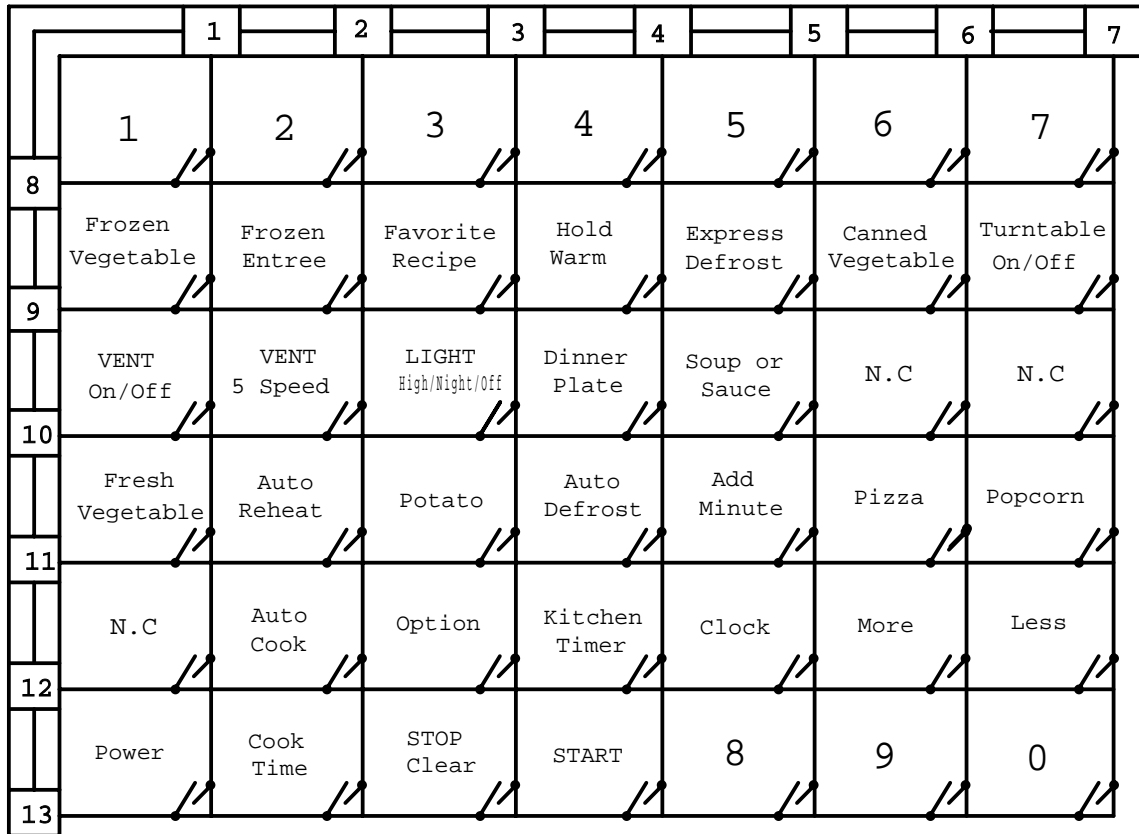 1 2 3 4 5 6 7
1 2 3 4 5 6 7
8
Frozen Vegetable
Frozen Entree
Favorite Recipe
Hold Warm
Express Defrost
Canned Vegetable
Turntable On/Off
9
VENT On/Off
VENT 5 Speed
LIGHT High/Night/Off
Dinner Plate
Soup or Sauce
N.C
N.C
10
Fresh Vegetable
Auto Reheat
Potato
Auto Defrost
Add Minute
Pizza
Popcorn
11
N.C
Auto Cook
Option
Kitchen Timer
Clock
More
Less
12
Power
Cook Time
STOP Clear
START
8
9
0
13